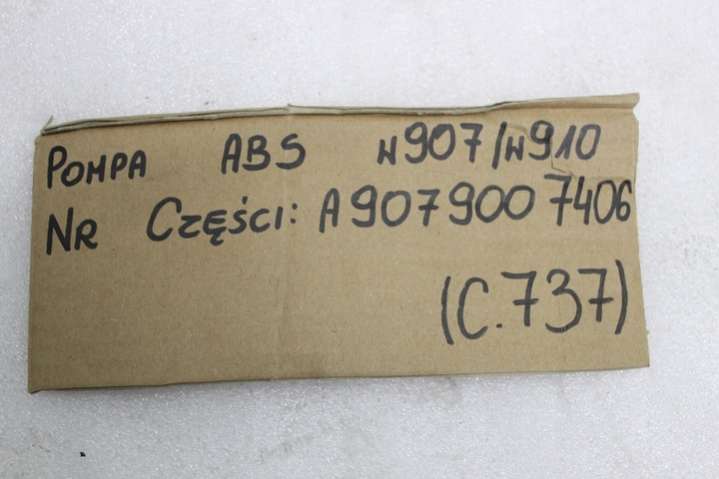 POMPA ABS W907/W910
NR CZĘŚCI: A9079007406
(C.737)